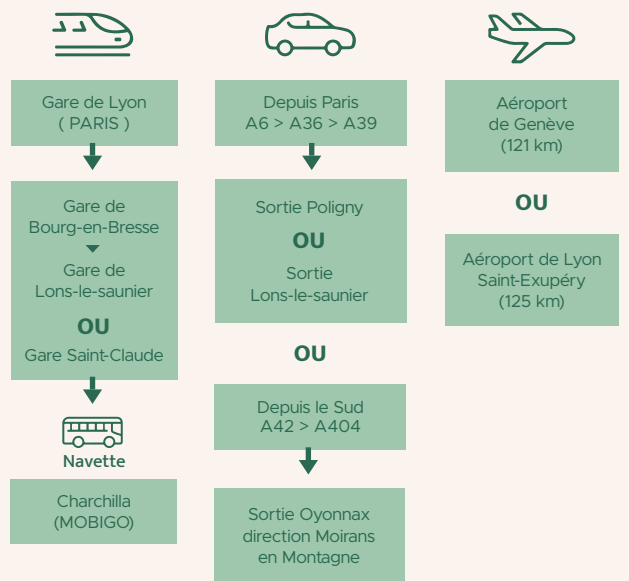 Gare de Lyon
( PARIS )
Gare de
Bourg-en-Bresse
Gare de
Lons-le-saunier
OU
Gare Saint-Claude
Navette
Charchilla
(MOBIGO)
Depuis Paris
A6 > A36 > A39
Sortie Poligny
OU
Sortie
Lons-le-saunier
OU
Depuis le Sud
A42 > A404
Sortie Oyonnax
direction Moirans
en Montagne
Aéroport
de Genève
(121 km)
OU
Aéroport de Lyon
Saint-Exupéry
(125 km)